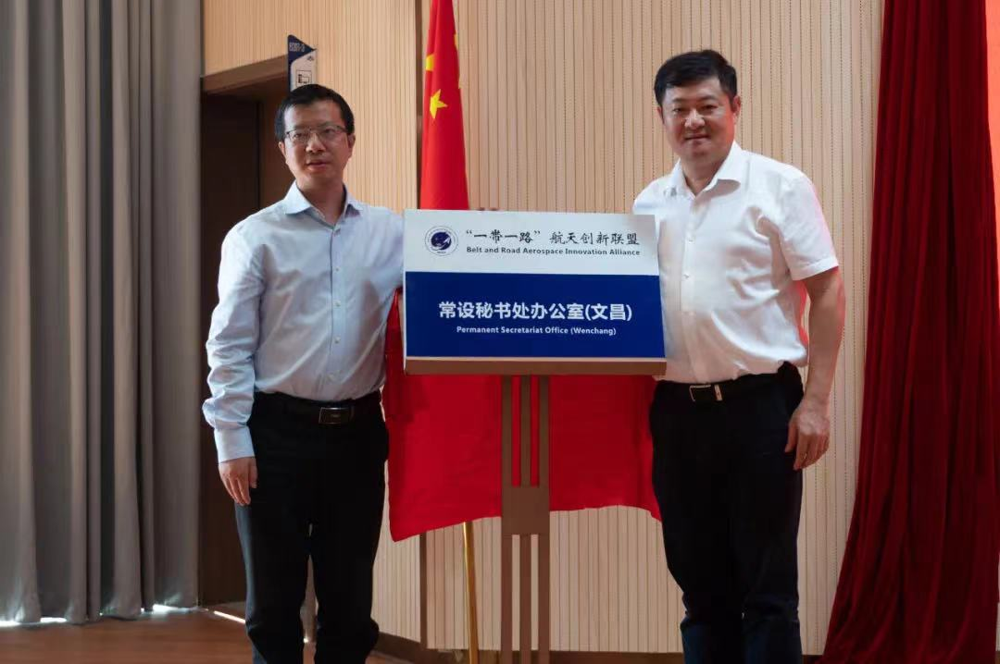 “一带一路”航天创新联盟
Belt and Road Aerospace Innovation Alliance
常设秘书处办公室(文昌)
Permanent Secretariat Office (Wenchang)